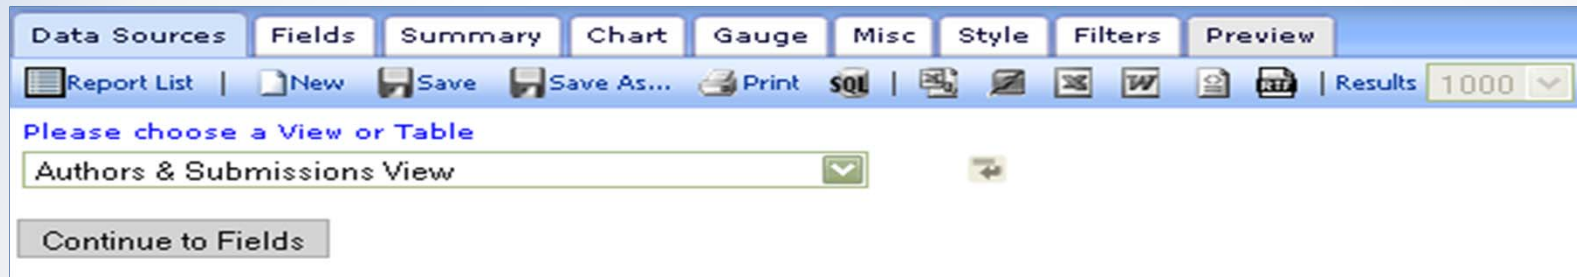 Data Sources Fields Summary Chart Gauge Misc Style Filters Preview
Report List | New Save Save As... Print SQL | W RTF | Results 1000
Please choose a View or Table
Authors & Submissions View
Continue to Fields